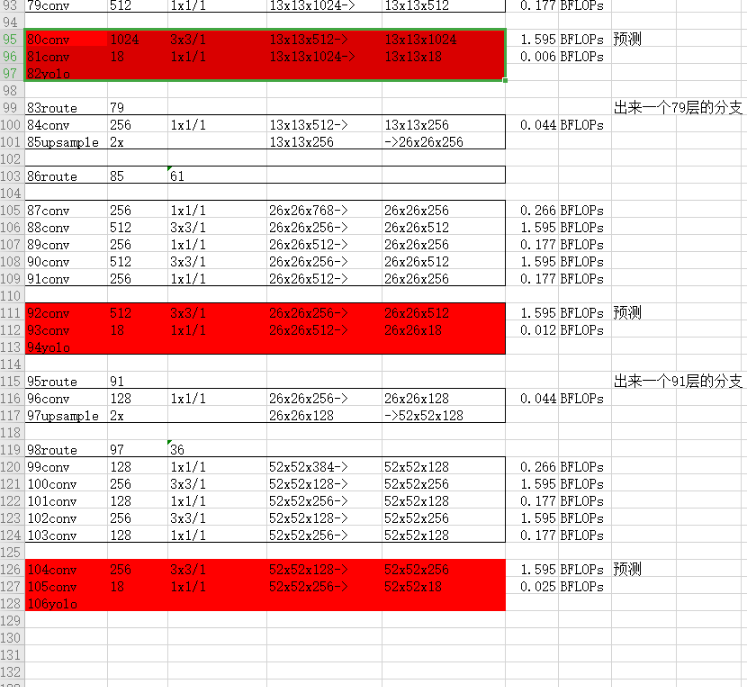 93 79conv 512 1x1/1 13x13x1024-> 13x13x512 0.177 BFLOPs
94
95 80conv 1024 3x3/1 13x13x512-> 13x13x1024 1.595 BFLOPs 预测
96 81conv 18 1x1/1 13x13x1024-> 13x13x18 0.006 BFLOPs
97 82yolo
98
99 83route 79 出来一个79层的分支
100 84conv 256 1x1/1 13x13x512-> 13x13x256 0.044 BFLOPs
101 85upsample 2x 13x13x256 ->26x26x256
102
103 86route 85 61
104
105 87conv 256 1x1/1 26x26x768-> 26x26x256 0.266 BFLOPs
106 88conv 512 3x3/1 26x26x256-> 26x26x512 1.595 BFLOPs
107 89conv 256 1x1/1 26x26x512-> 26x26x256 0.177 BFLOPs
108 90conv 512 3x3/1 26x26x256-> 26x26x512 1.595 BFLOPs
109 91conv 256 1x1/1 26x26x512-> 26x26x256 0.177 BFLOPs
110
111 92conv 512 3x3/1 26x26x256-> 26x26x512 1.595 BFLOPs 预测
112 93conv 18 1x1/1 26x26x512-> 26x26x18 0.012 BFLOPs
113 94yolo
114
115 95route 91 出来一个91层的分支
116 96conv 128 1x1/1 26x26x256-> 26x26x128 0.044 BFLOPs
117 97upsample 2x 26x26x128 ->52x52x128
118
119 98route 97 36
120 99conv 128 1x1/1 52x52x384-> 52x52x128 0.266 BFLOPs
121 100conv 256 3x3/1 52x52x128-> 52x52x256 1.595 BFLOPs
122 101conv 128 1x1/1 52x52x256-> 52x52x128 0.177 BFLOPs
123 102conv 256 3x3/1 52x52x128-> 52x52x256 1.595 BFLOPs
124 103conv 128 1x1/1 52x52x256-> 52x52x128 0.177 BFLOPs
125
126 104conv 256 3x3/1 52x52x128-> 52x52x256 1.595 BFLOPs 预测
127 105conv 18 1x1/1 52x52x256-> 52x52x18 0.025 BFLOPs
128 106yolo
129
130
131
132